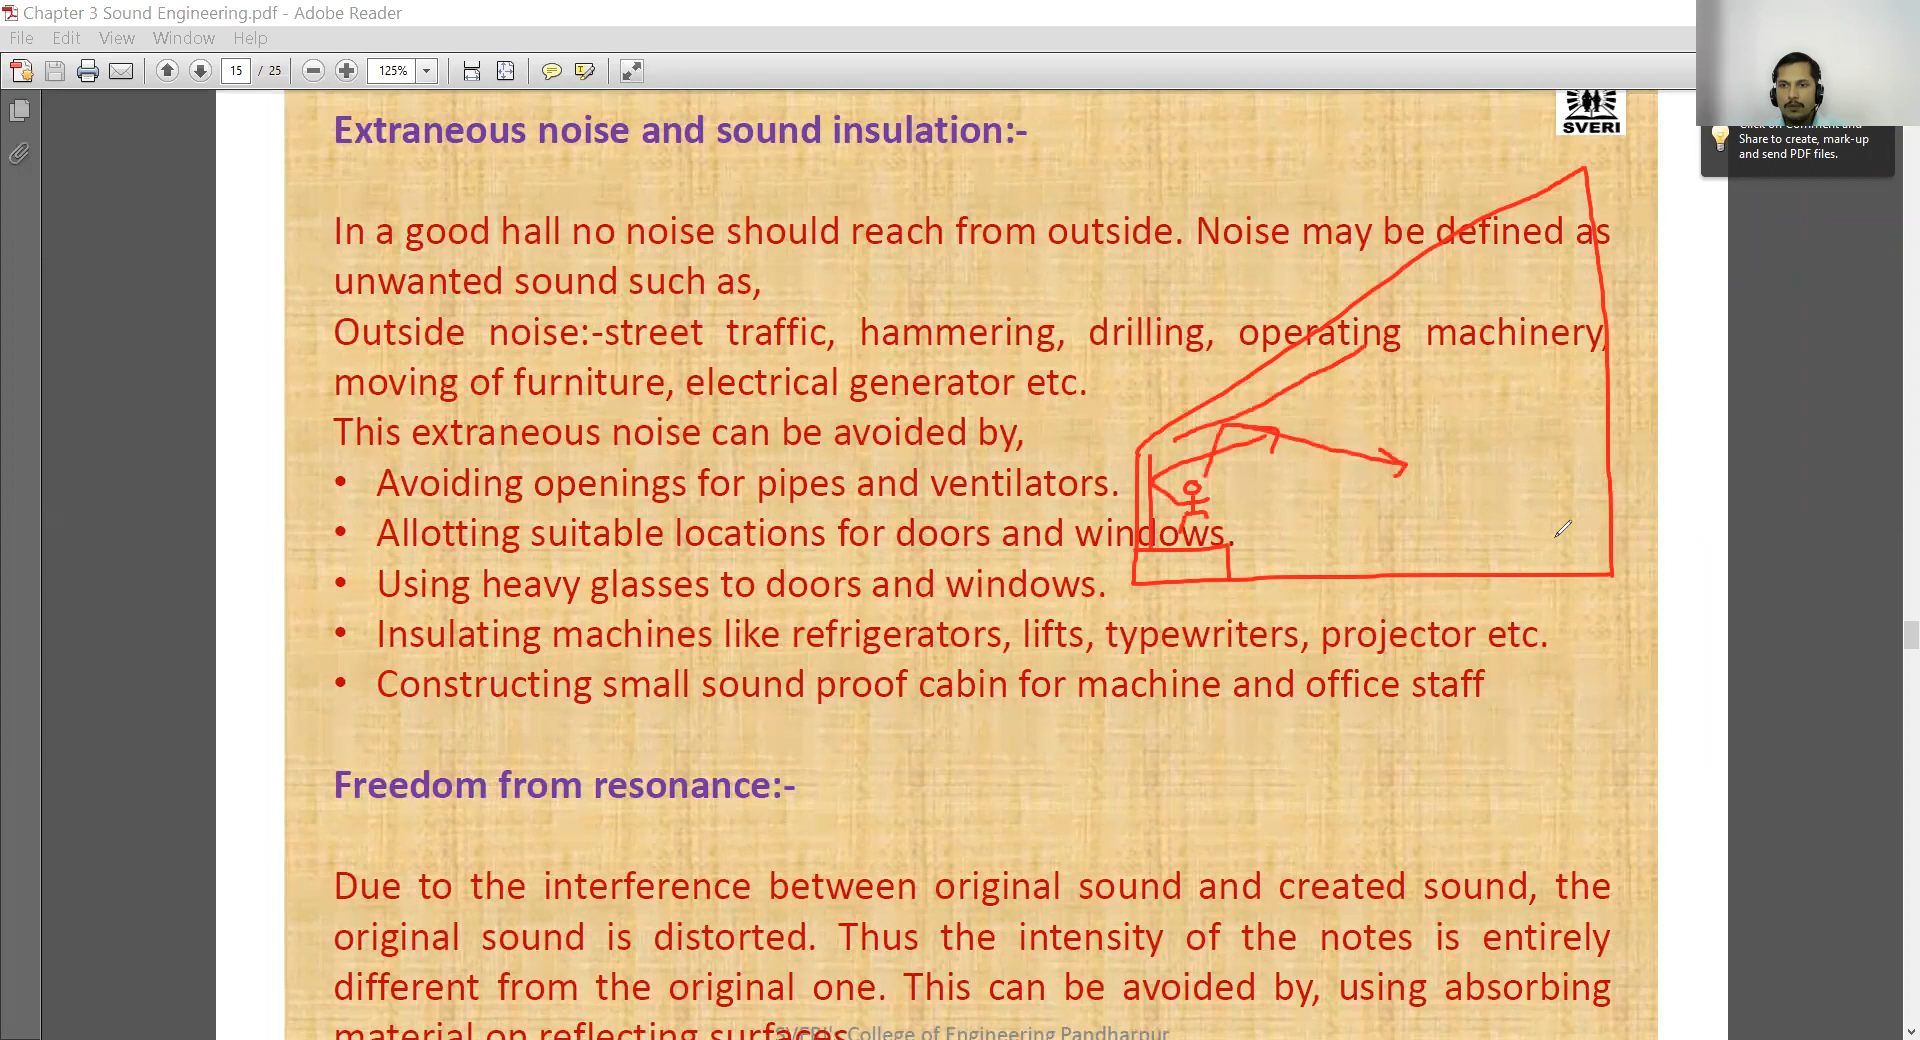 Chapter 3 Sound Engineering.pdf - Adobe Reader
File Edit View Window Help
15 / 25 125%
Share to create, mark-up
and send PDF files.
SVERI
Extraneous noise and sound insulation:-
In a good hall no noise should reach from outside. Noise may be defined as
unwanted sound such as,
Outside noise:-street traffic, hammering, drilling, operating machinery,
moving of furniture, electrical generator etc.
This extraneous noise can be avoided by,
• Avoiding openings for pipes and ventilators.
• Allotting suitable locations for doors and windows.
• Using heavy glasses to doors and windows.
• Insulating machines like refrigerators, lifts, typewriters, projector etc.
• Constructing small sound proof cabin for machine and office staff
Freedom from resonance:-
Due to the interference between original sound and created sound, the
original sound is distorted. Thus the intensity of the notes is entirely
different from the original one. This can be avoided by, using absorbing
material on reflecting surfaces
College of Engineering Pandharpur